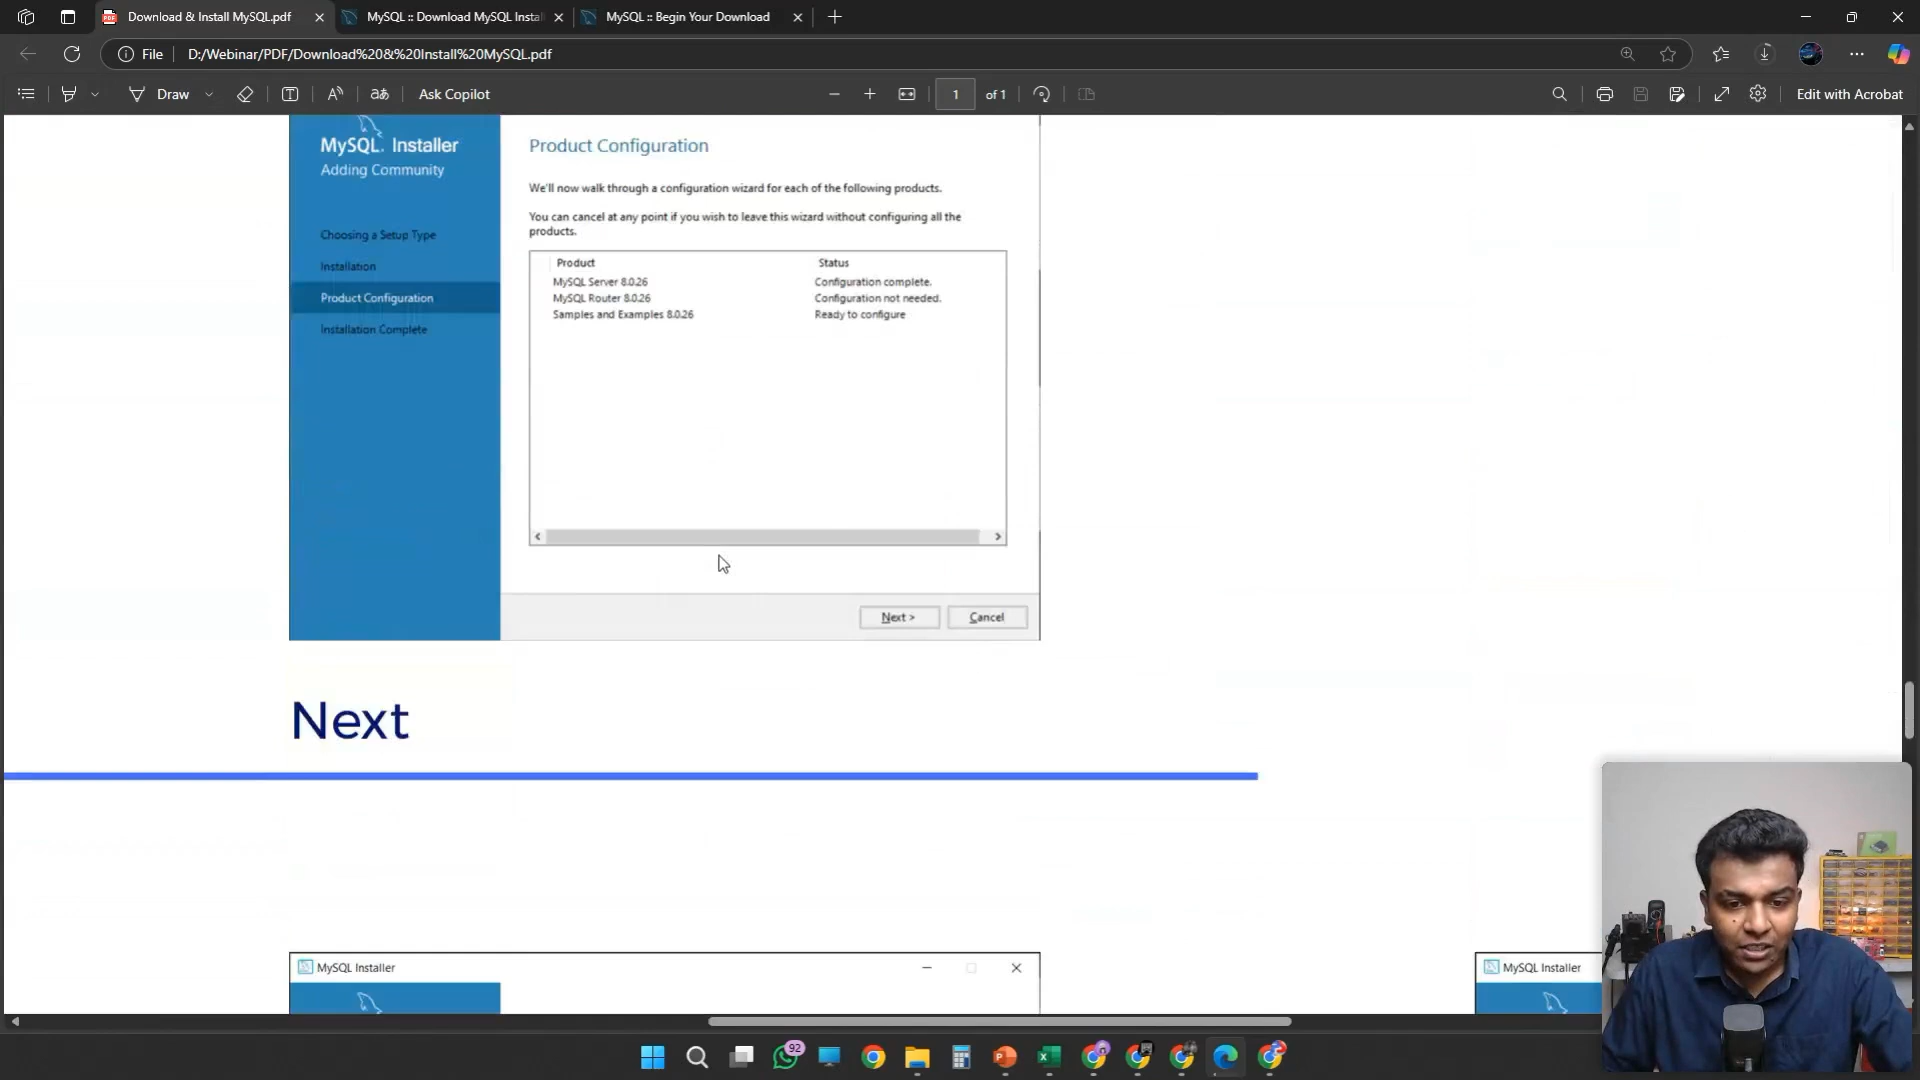 Download & Install MySQL.pdf
MySQL :: Download MySQL Instal
MySQL :: Begin Your Download
File
D:/Webinar/PDF/Download%20&%20Install%20MySQL.pdf
Draw
aあ
Ask Copilot
1
of 1
Edit with Acrobat
MySQL. Installer
Adding Community
Choosing a Setup Type
Installation
Product Configuration
Installation Complete
Product Configuration
We'll now walk through a configuration wizard for each of the following products.
You can cancel at any point if you wish to leave this wizard without configuring all the
products.
Product Status
MySQL Server 8.0.26 Configuration complete.
MySQL Router 8.0.26 Configuration not needed.
Samples and Examples 8.0.26 Ready to configure
Next >
Cancel
Next
MySQL Installer
MySQL Installer
92